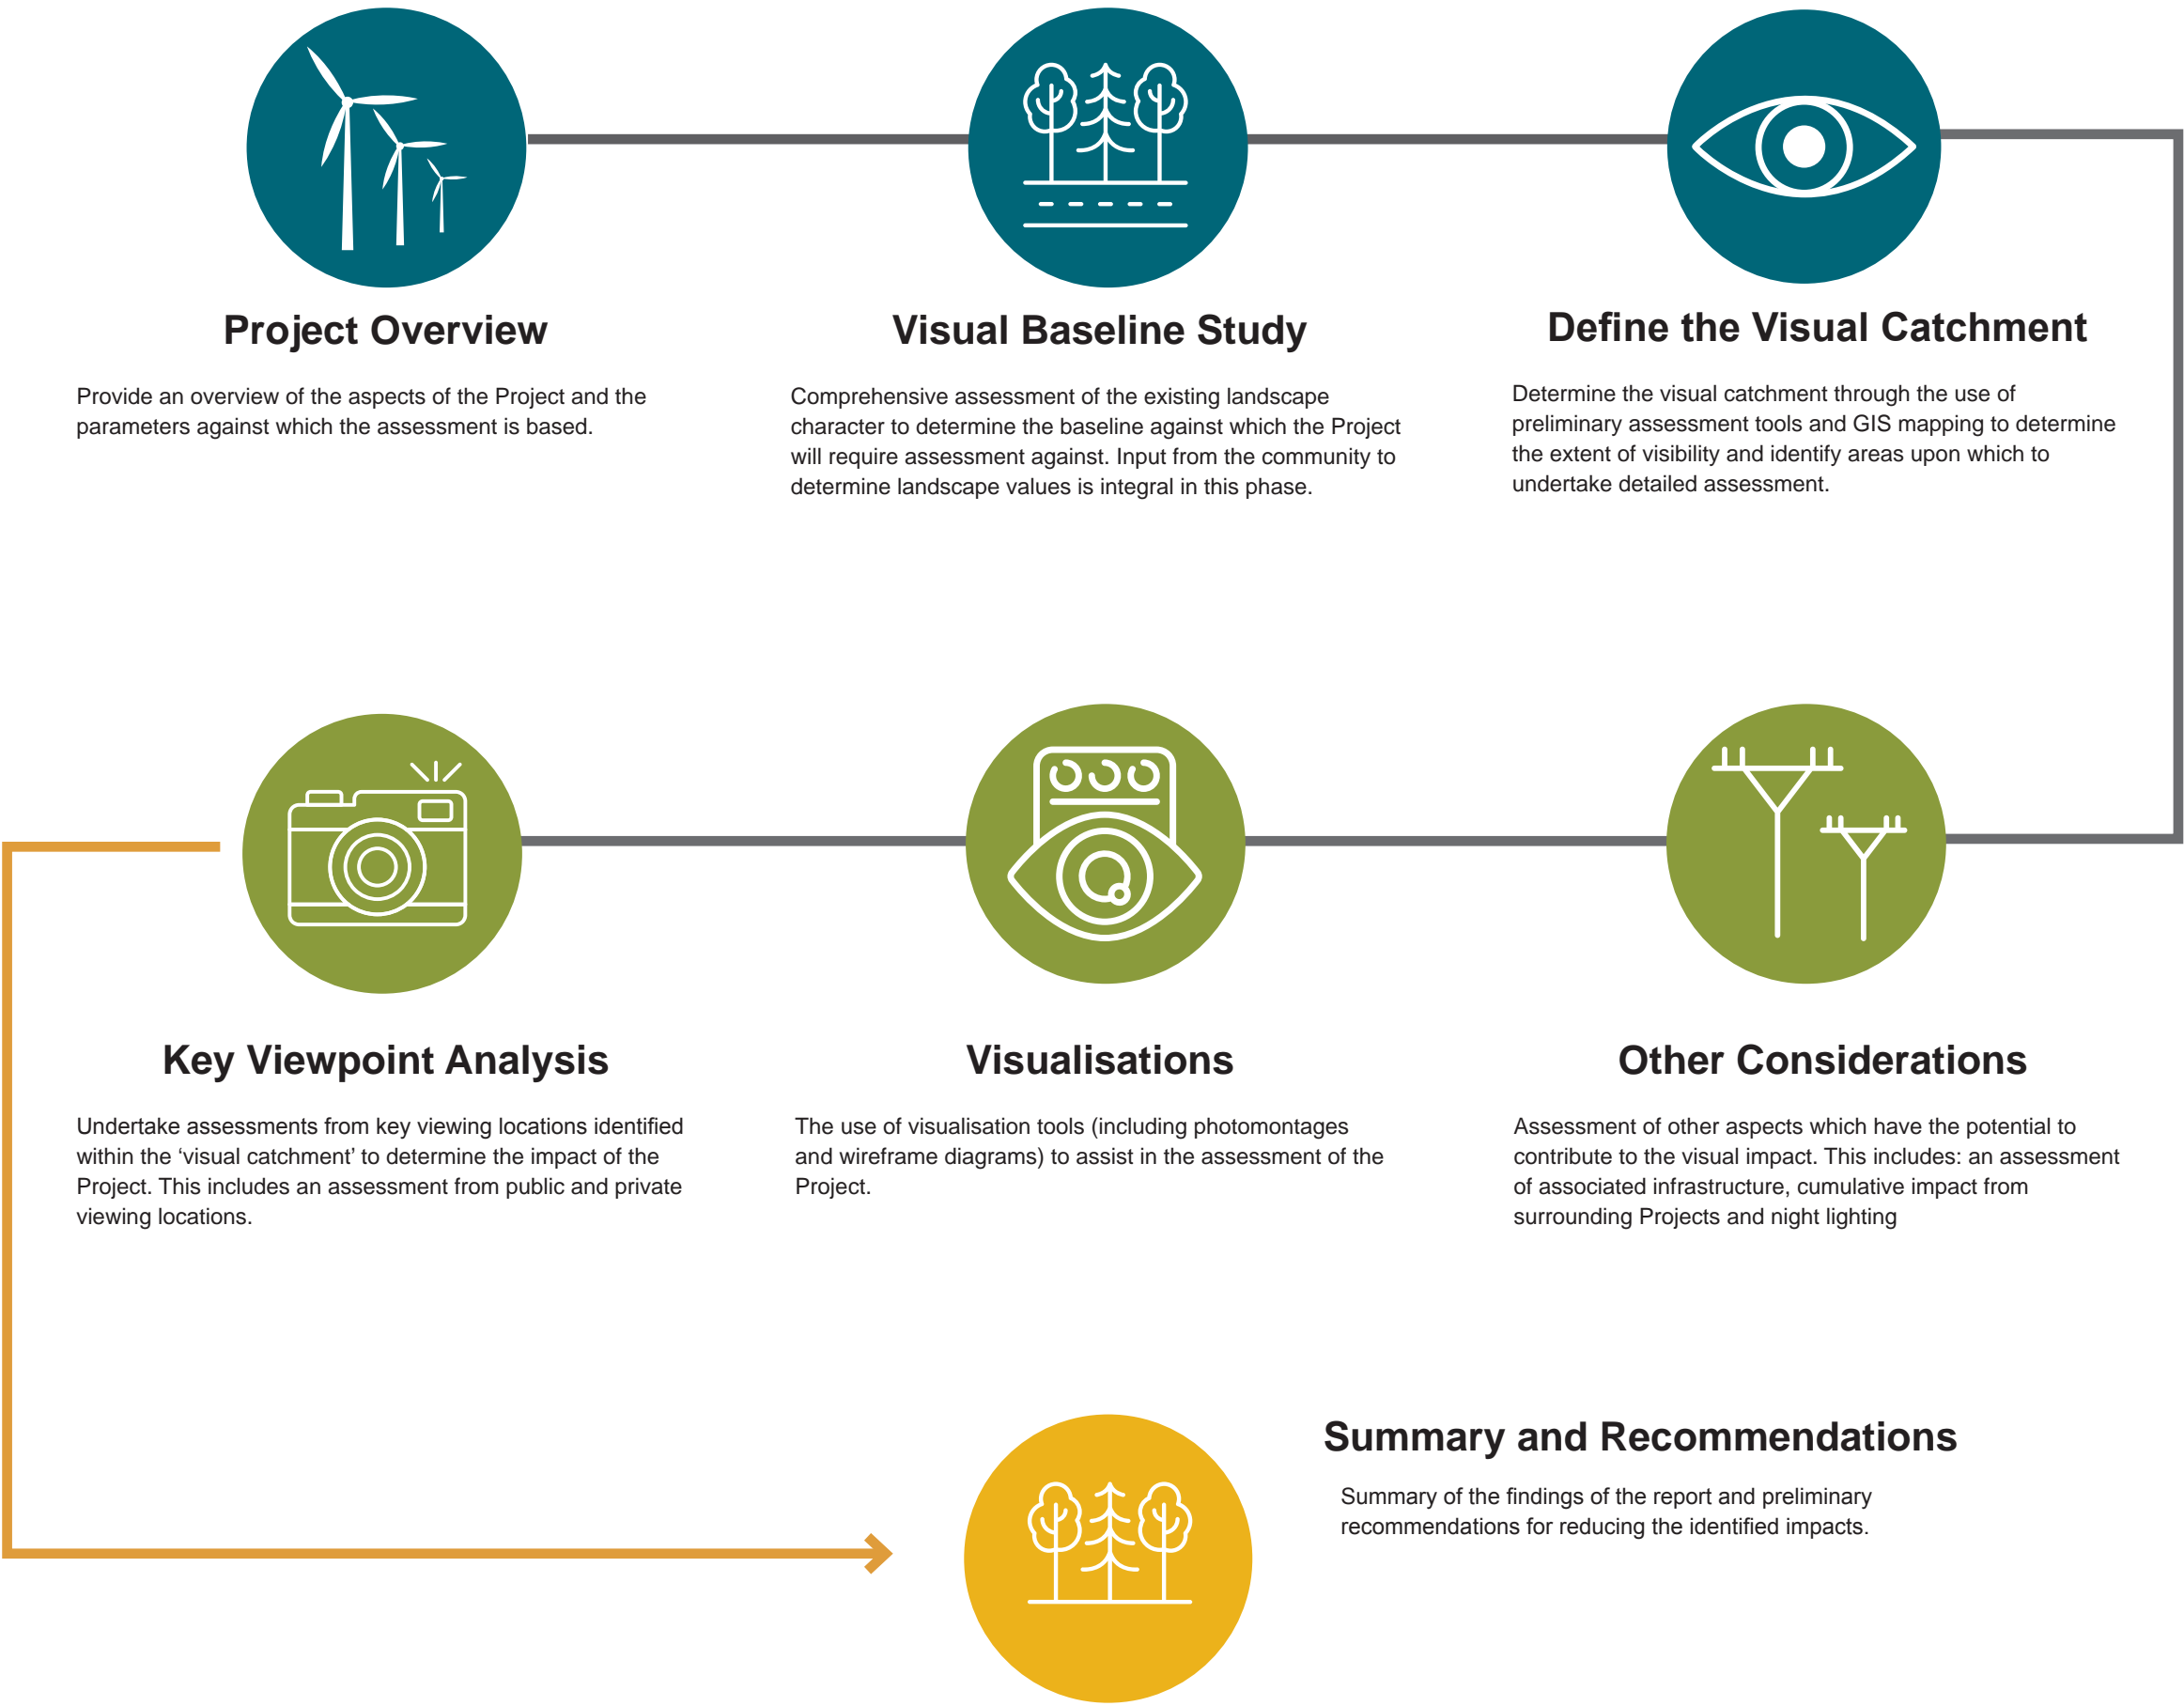 Project Overview
Provide an overview of the aspects of the Project and the
parameters against which the assessment is based.
Visual Baseline Study
Comprehensive assessment of the existing landscape
character to determine the baseline against which the Project
will require assessment against. Input from the community to
determine landscape values is integral in this phase.
Define the Visual Catchment
Determine the visual catchment through the use of
preliminary assessment tools and GIS mapping to determine
the extent of visibility and identify areas upon which to
undertake detailed assessment.
Key Viewpoint Analysis
Undertake assessments from key viewing locations identified
within the ‘visual catchment’ to determine the impact of the
Project. This includes an assessment from public and private
viewing locations.
Visualisations
The use of visualisation tools (including photomontages
and wireframe diagrams) to assist in the assessment of the
Project.
Other Considerations
Assessment of other aspects which have the potential to
contribute to the visual impact. This includes: an assessment
of associated infrastructure, cumulative impact from
surrounding Projects and night lighting
Summary and Recommendations
Summary of the findings of the report and preliminary
recommendations for reducing the identified impacts.